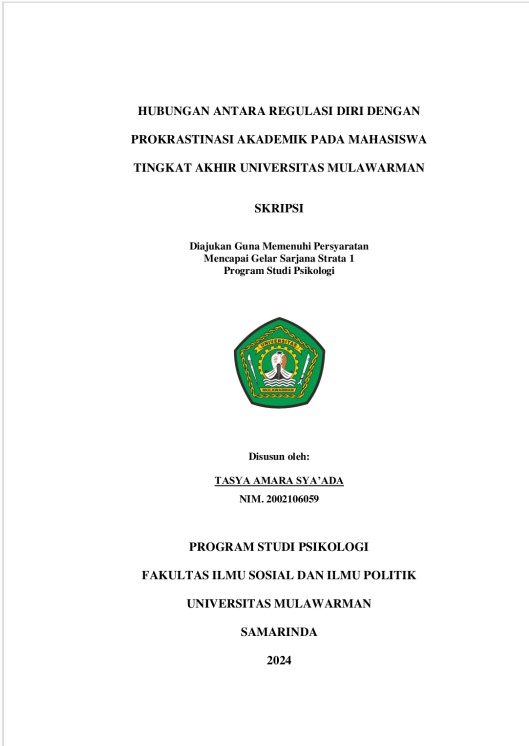 HUBUNGAN ANTARA REGULASI DIRI DENGAN
PROKRASTINASI AKADEMIK PADA MAHASISWA
TINGKAT AKHIR UNIVERSITAS MULAWARMAN
SKRIPSI
Diajukan Guna Memenuhi Persyaratan
Mencapai Gelar Sarjana Strata 1
Program Studi Psikologi
UNIVERSITAS
MULAWARMAN
Disusun oleh:
TASYA AMARA SYA’ADA
NIM. 2002106059
PROGRAM STUDI PSIKOLOGI
FAKULTAS ILMU SOSIAL DAN ILMU POLITIK
UNIVERSITAS MULAWARMAN
SAMARINDA
2024